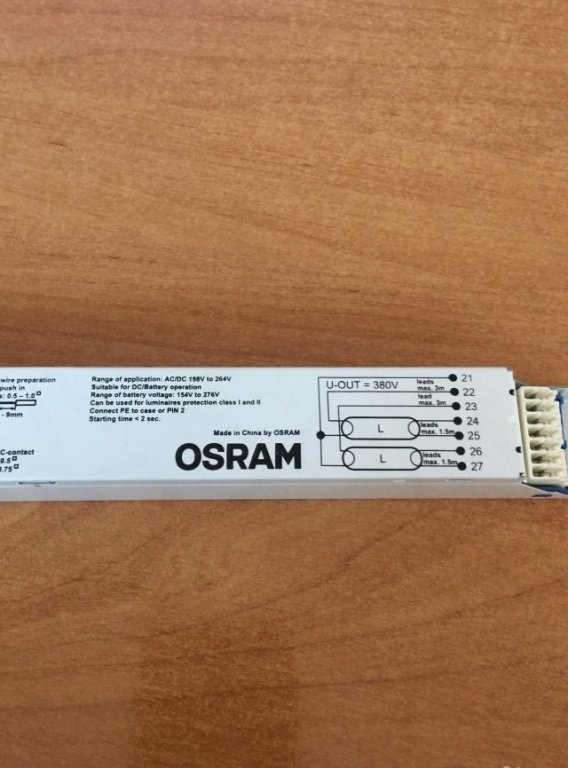 wire preparation
push in
s: 0.5 – 1.0
- 9mm
C-contact
0.5
0.75
Range of application: AC/DC 198V to 264V
Suitable for DC/Battery operation
Range of battery voltage: 154V to 276V
Can be used for luminaires protection class I and II
Connect PE to case or PIN 2
Starting time < 2 sec.
Made in China by OSRAM
OSRAM
U-OUT = 380V
leads
max. 3m
lead
max. 3m
L
leads
max. 1.5m
L
leads
max. 1.5m
21
22
23
24
25
26
27